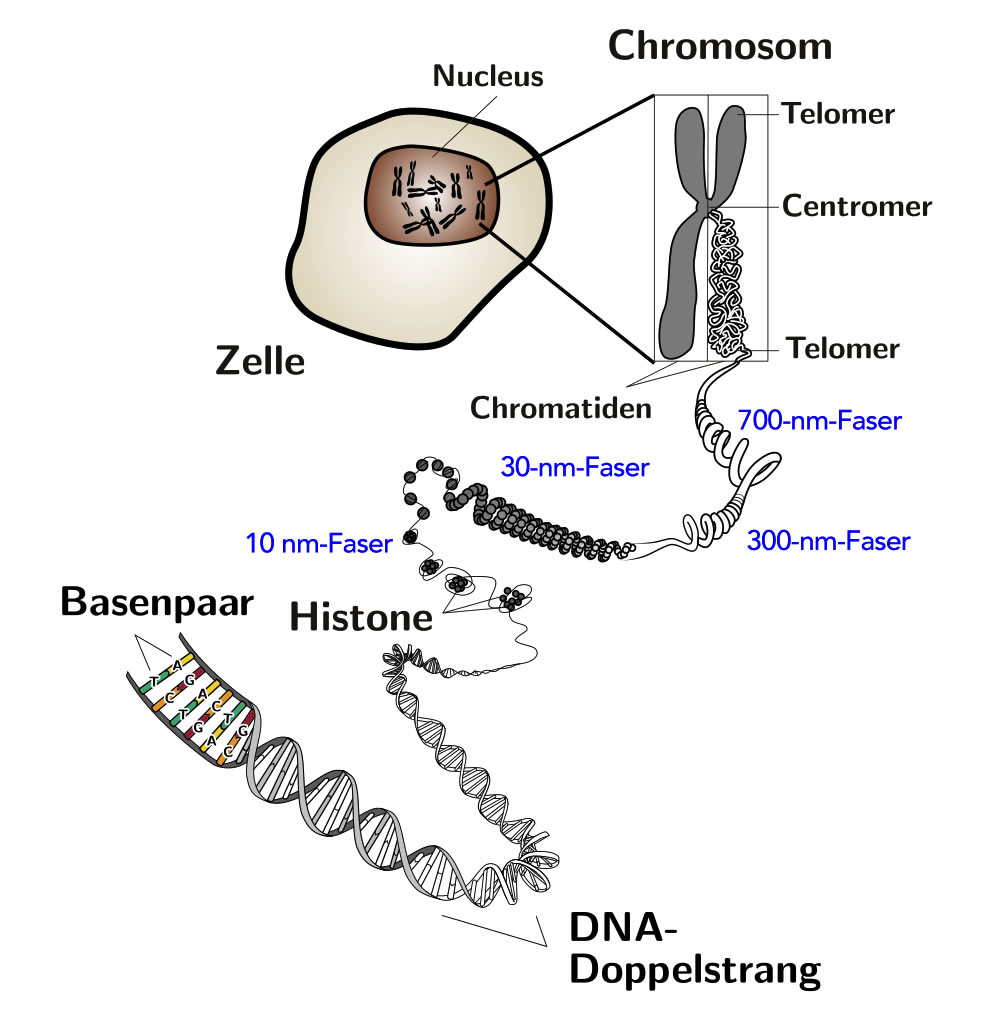 Chromosom
Nucleus
Telomer
Centromer
Zelle
Telomer
Chromatiden
700-nm-Faser
30-nm-Faser
10 nm-Faser
300-nm-Faser
Basenpaar
Histone
T A
C G
T A
G C
A T
C G
DNA-
Doppelstrang